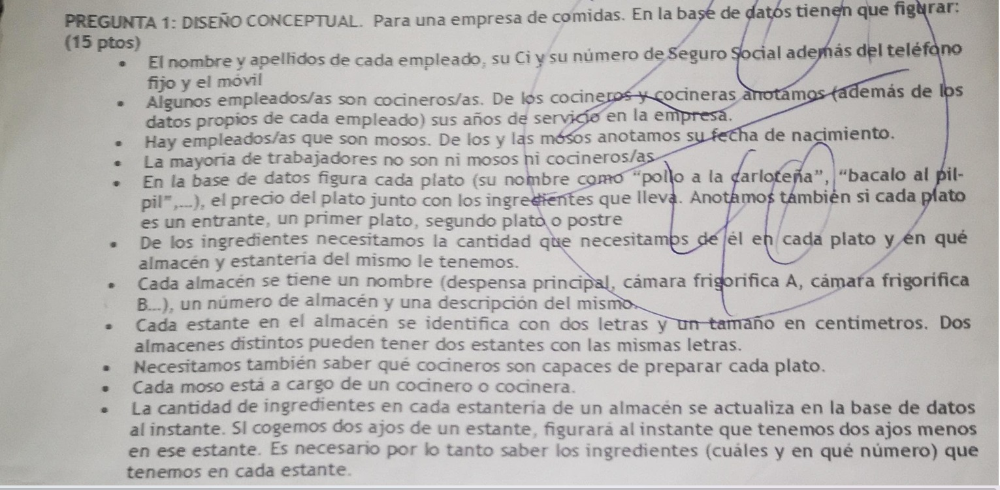 PREGUNTA 1: DISEÑO CONCEPTUAL. Para una empresa de comidas. En la base de datos tienen que figurar:
(15 ptos)
• El nombre y apellidos de cada empleado, su Ci y su número de Seguro Social además del teléfono
fijo y el móvil
• Algunos empleados/as son cocineros/as. De los cocineros y cocineras anotamos (además de los
datos propios de cada empleado) sus años de servicio en la empresa.
• Hay empleados/as que son mosos. De los y las mosos anotamos su fecha de nacimiento.
• La mayoría de trabajadores no son ni mosos ni cocineros/as
• En la base de datos figura cada plato (su nombre como “pollo a la carloteña”, “bacalo al pil-
pil”,...), el precio del plato junto con los ingredientes que lleva. Anotamos también si cada plato
es un entrante, un primer plato, segundo plato o postre
• De los ingredientes necesitamos la cantidad que necesitamos de él en cada plato y en qué
almacén y estantería del mismo le tenemos.
• Cada almacén se tiene un nombre (despensa principal, cámara frigorífica A, cámara frigorífica
B...), un número de almacén y una descripción del mismo.
• Cada estante en el almacén se identifica con dos letras y un tamaño en centímetros. Dos
almacenes distintos pueden tener dos estantes con las mismas letras.
• Necesitamos también saber qué cocineros son capaces de preparar cada plato.
• Cada moso está a cargo de un cocinero o cocinera.
• La cantidad de ingredientes en cada estantería de un almacén se actualiza en la base de datos
al instante. SI cogemos dos ajos de un estante, figurará al instante que tenemos dos ajos menos
en ese estante. Es necesario por lo tanto saber los ingredientes (cuáles y en qué número) que
tenemos en cada estante.